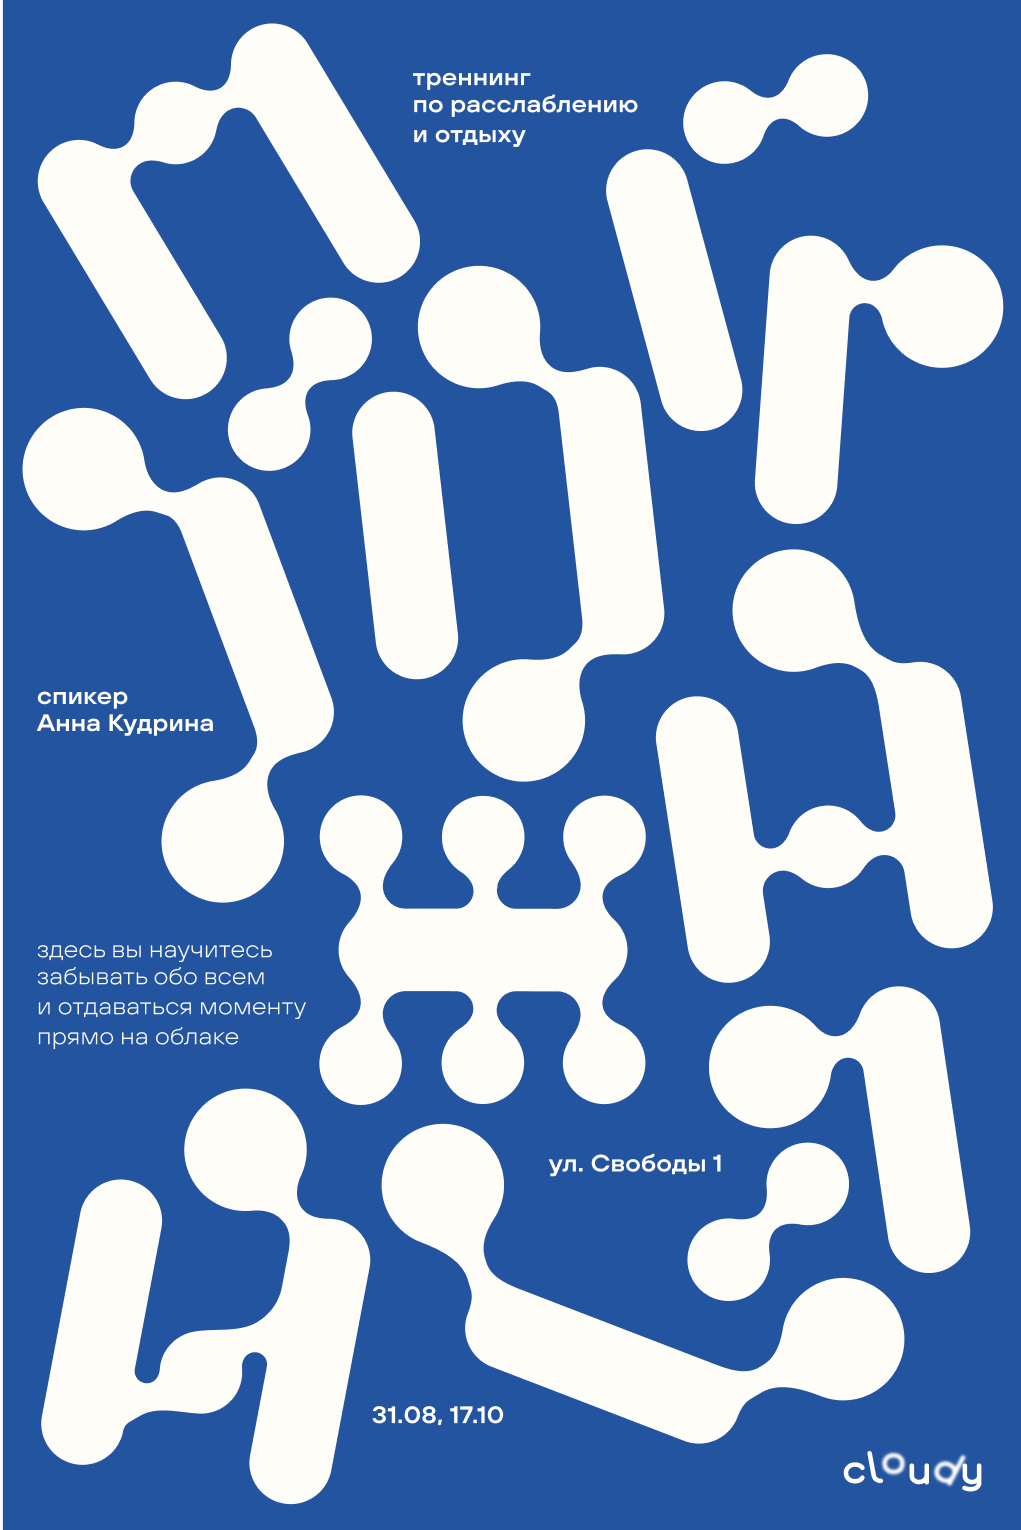 треннинг
по расслаблению
и отдыху
спикер
Анна Кудрина
здесь вы научитесь
забывать обо всем
и отдаваться моменту
прямо на облаке
ул. Свободы 1
31.08, 17.10
cloudy